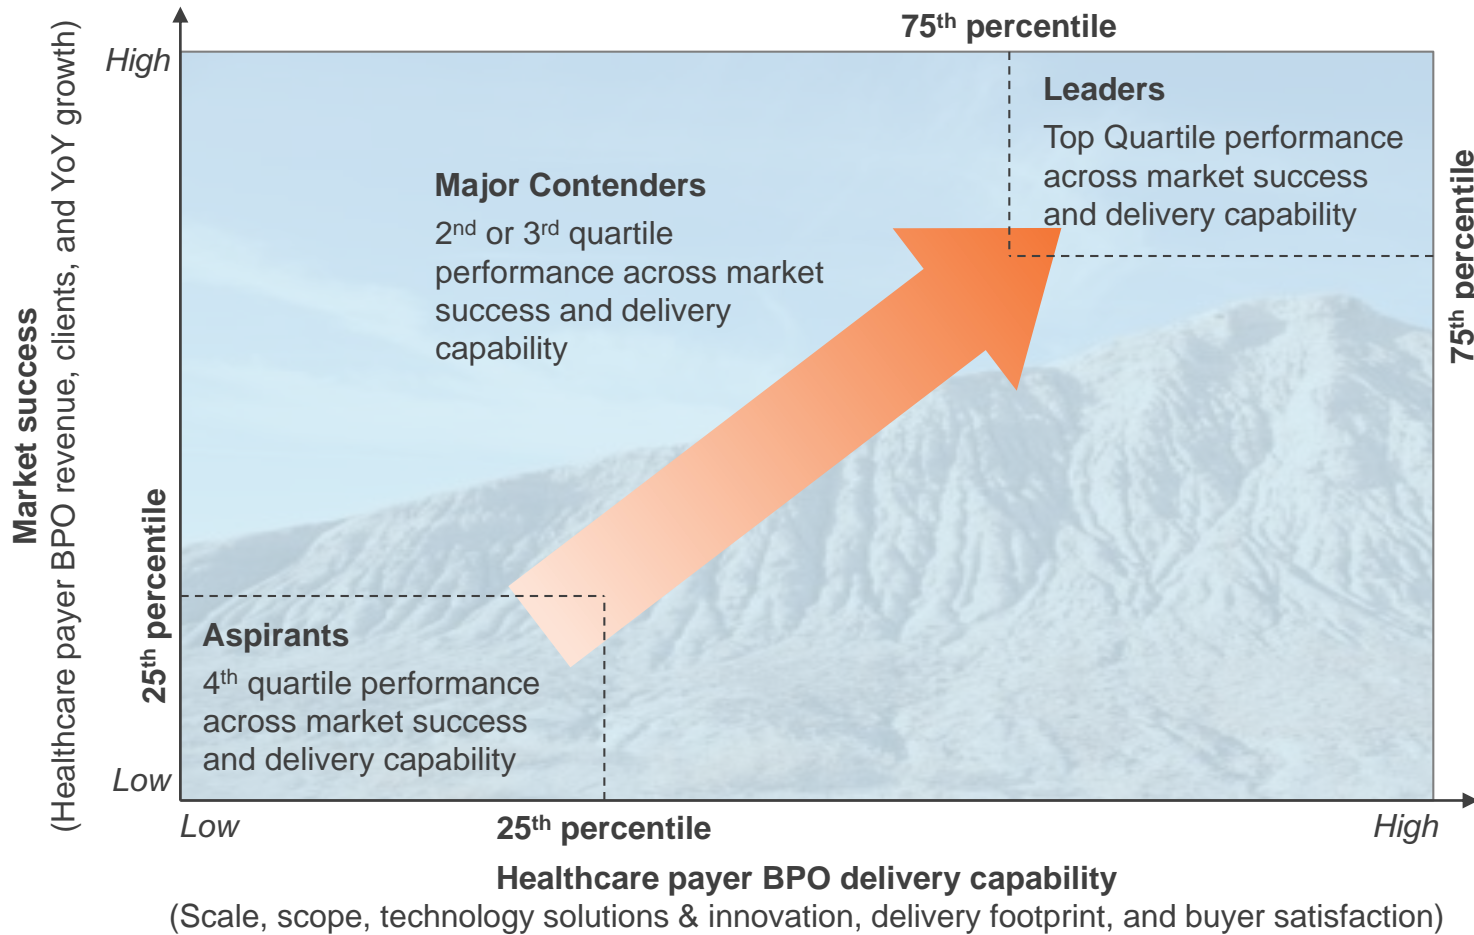 75th percentile
High
Leaders
Top Quartile performance
across market success
and delivery capability
Major Contenders
2nd or 3rd quartile
performance across market
success and delivery
capability
75th percentile
Market success
(Healthcare payer BPO revenue, clients, and YoY growth)
25th percentile
Aspirants
4th quartile performance
across market success
and delivery capability
Low
Low
25th percentile
High
Healthcare payer BPO delivery capability
(Scale, scope, technology solutions & innovation, delivery footprint, and buyer satisfaction)